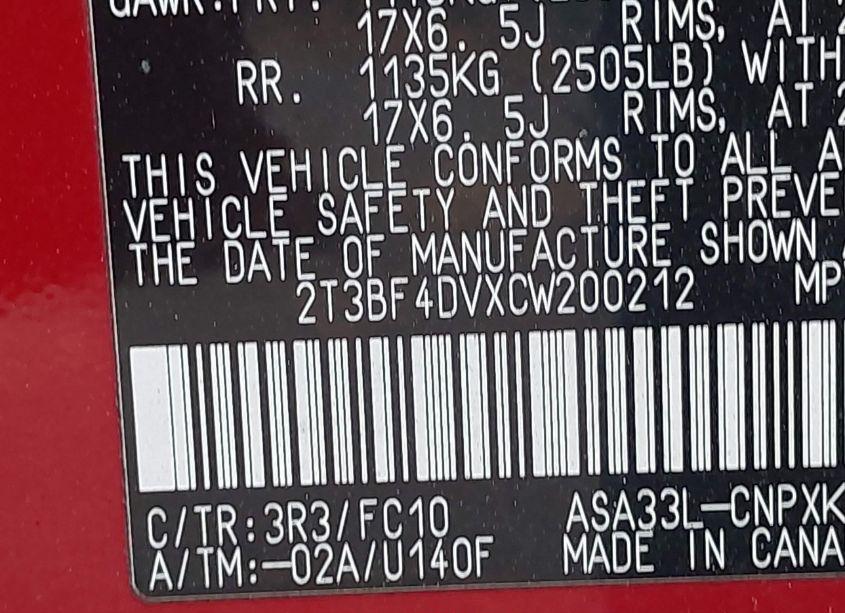 17X6. 5J RIMS, AT
RR. 1135KG (2505LB) WITH
17X6. 5J RIMS, AT
THIS VEHICLE CONFORMS TO ALL A
VEHICLE SAFETY AND THEFT PREVE
THE DATE OF MANUFACTURE SHOWN
2T3BF4DVXCW200212 MP
C/TR:3R3/FC10 ASA33L-CNPXK
A/TM:-02A/U140F MADE IN CANA